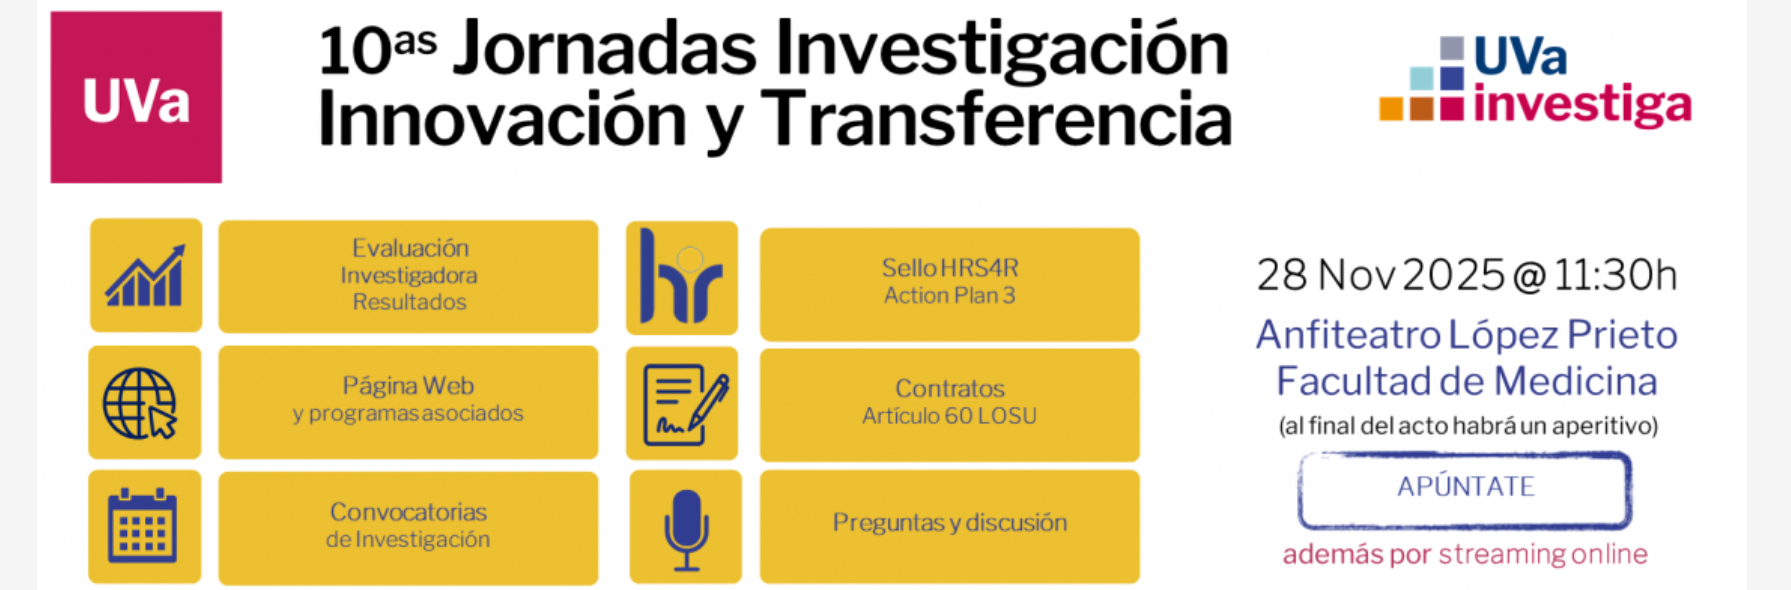 UVa
10as Jornadas Investigación
Innovación y Transferencia
UVa
investiga
Evaluación
Investigadora
Resultados
hr
Sello HRS4R
Action Plan 3
Página Web
y programas asociados
Contratos
Artículo 60 LOSU
Convocatorias
de Investigación
Preguntas y discusión
28 Nov 2025 @ 11:30h
Anfiteatro López Prieto
Facultad de Medicina
(al final del acto habrá un aperitivo)
APÚNTATE
además por streaming online